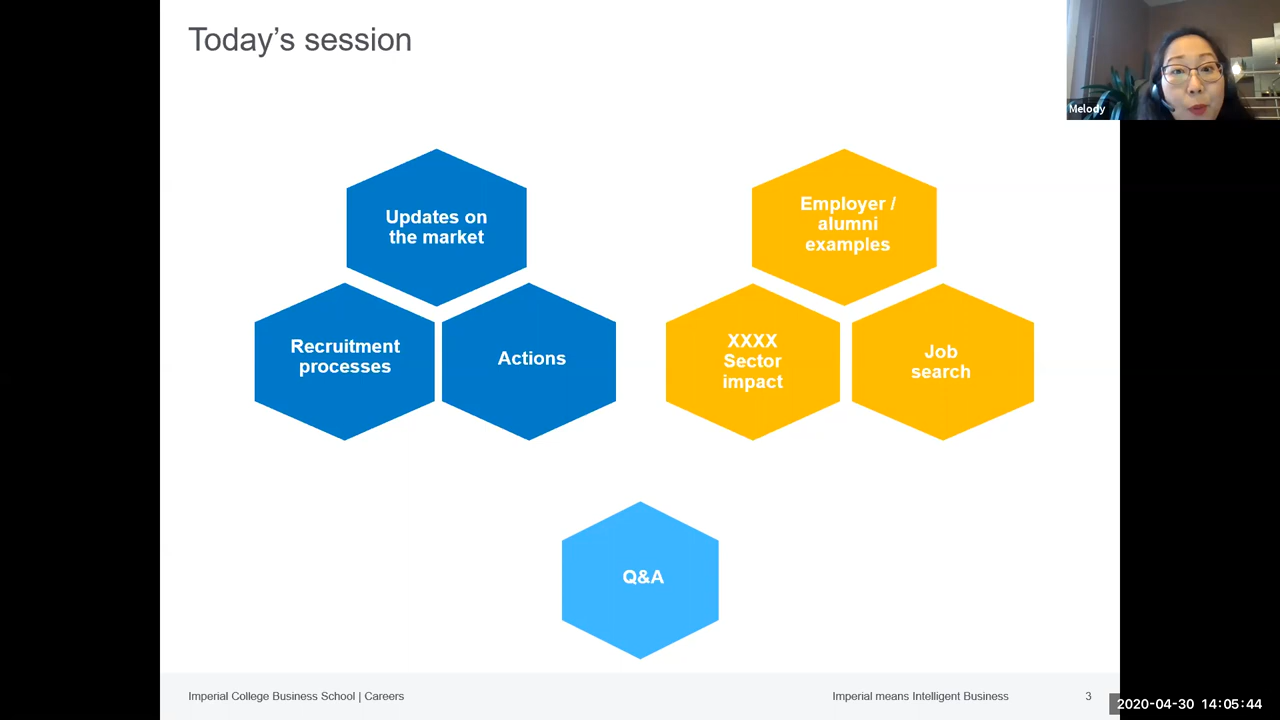 Today’s session
Melody
Updates on
the market
Recruitment
processes
Actions
Employer /
alumni
examples
XXXX
Sector
impact
Job
search
Q&A
Imperial College Business School | Careers
Imperial means Intelligent Business
3
2020-04-30 14:05:44